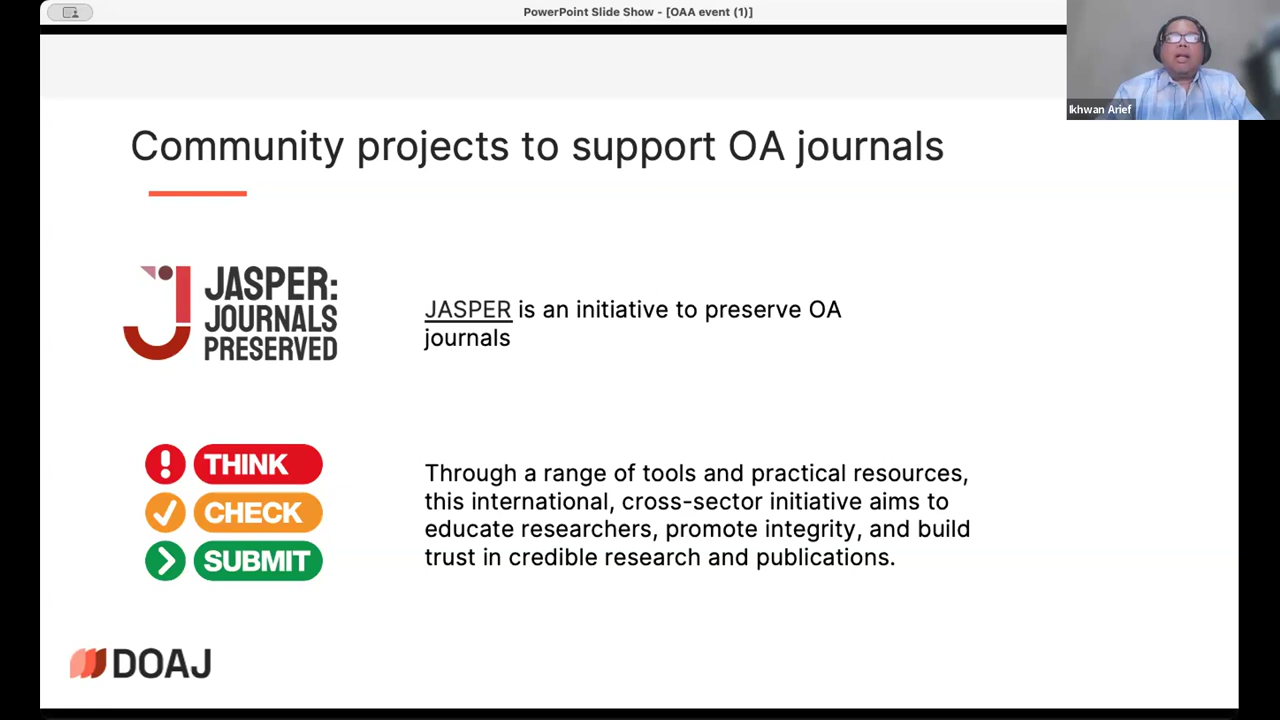 PowerPoint Slide Show - [OAA event (1)]
Ikhwan Arief
Community projects to support OA journals
JASPER:
JOURNALS
PRESERVED
JASPER is an initiative to preserve OA
journals
THINK
CHECK
SUBMIT
Through a range of tools and practical resources,
this international, cross-sector initiative aims to
educate researchers, promote integrity, and build
trust in credible research and publications.
DOAJ